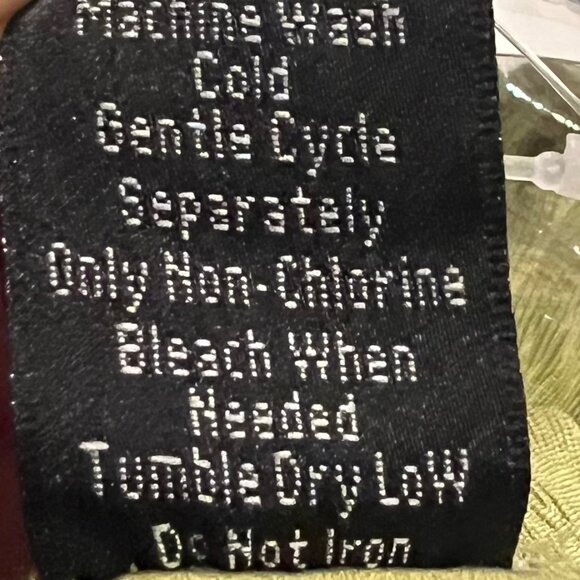 Machine Wash
Cold
Gentle Cycle
Separately
Only Non-Chlorine
Bleach When
Needed
Tumble Dry Low
Do Not Iron